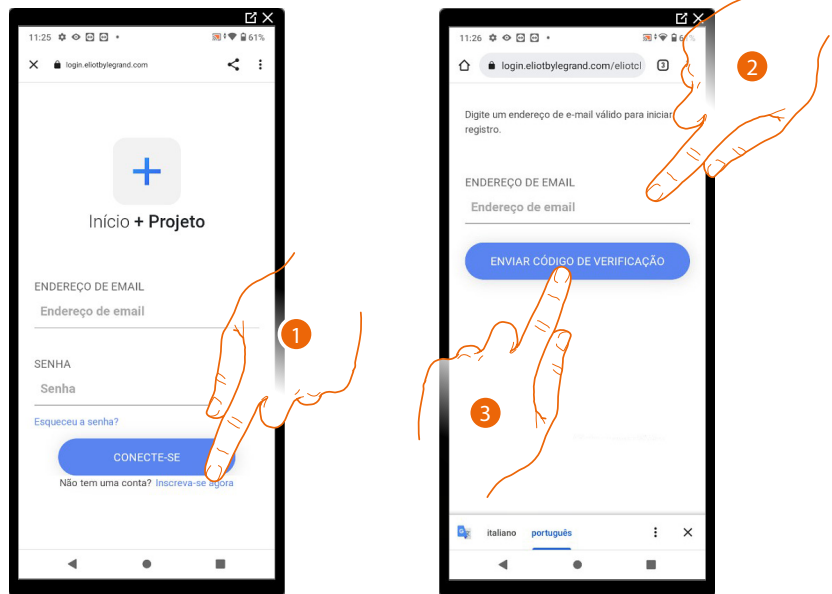 11:25
61%
login.eliotbylegrand.com
Início + Projeto
ENDEREÇO DE EMAIL
Endereço de email
SENHA
Senha
Esqueceu a senha?
CONECTE-SE
Não tem uma conta? Inscreva-se agora
1
11:26
login.eliotbylegrand.com/eliotcl
3
Digite um endereço de e-mail válido para iniciar
registro.
ENDEREÇO DE EMAIL
Endereço de email
ENVIAR CÓDIGO DE VERIFICAÇÃO
2
3
italiano português